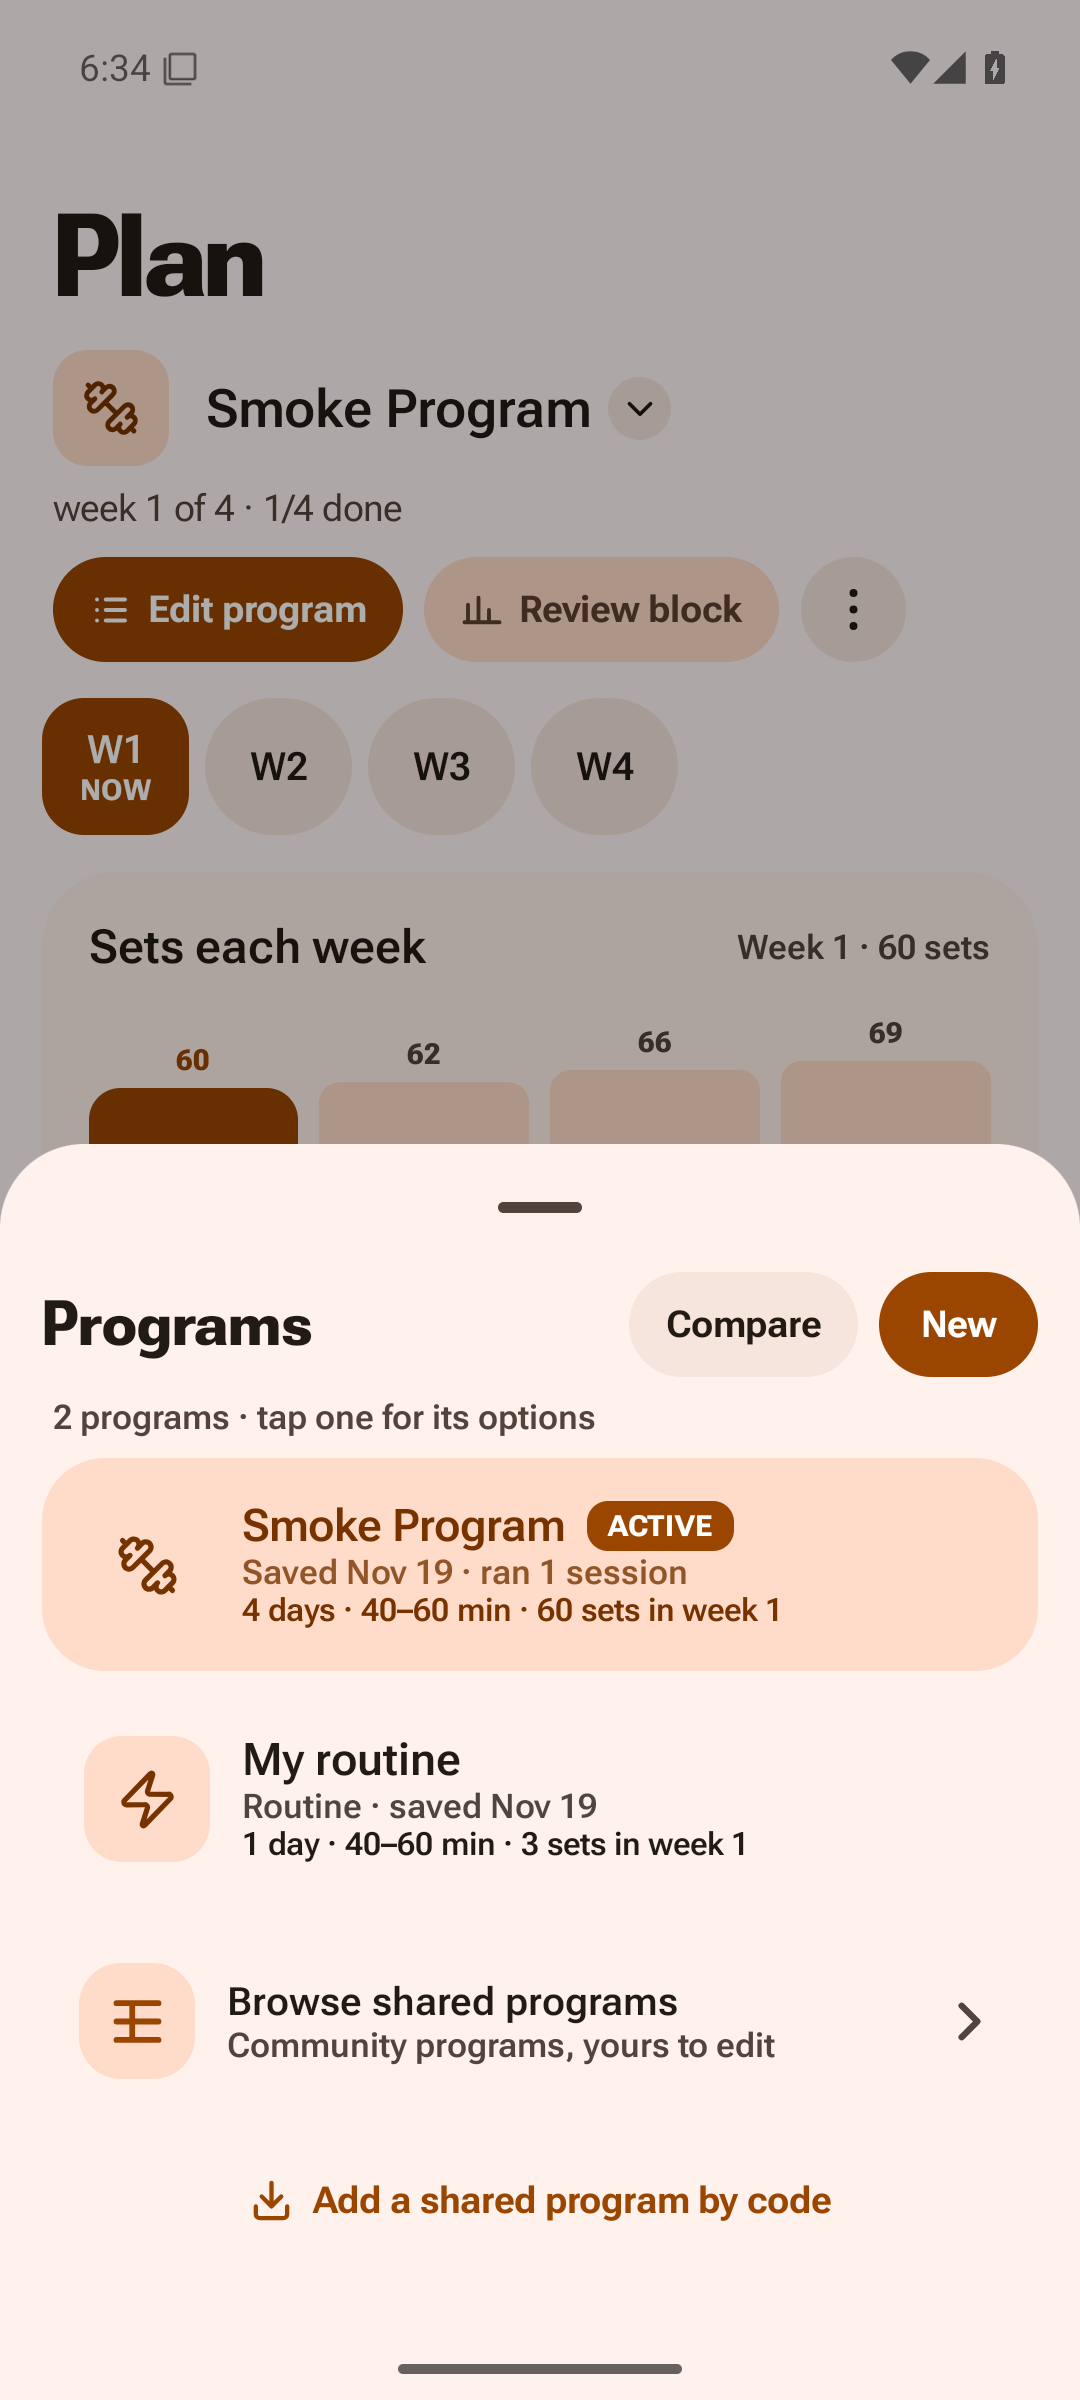 6:34
Plan
Smoke Program
week 1 of 4 · 1/4 done
Edit program
Review block
W1
NOW
W2
W3
W4
Sets each week
Week 1 · 60 sets
60
62
66
69
Programs
Compare
New
2 programs · tap one for its options
Smoke Program
ACTIVE
Saved Nov 19 · ran 1 session
4 days · 40–60 min · 60 sets in week 1
My routine
Routine · saved Nov 19
1 day · 40–60 min · 3 sets in week 1
Browse shared programs
Community programs, yours to edit
Add a shared program by code